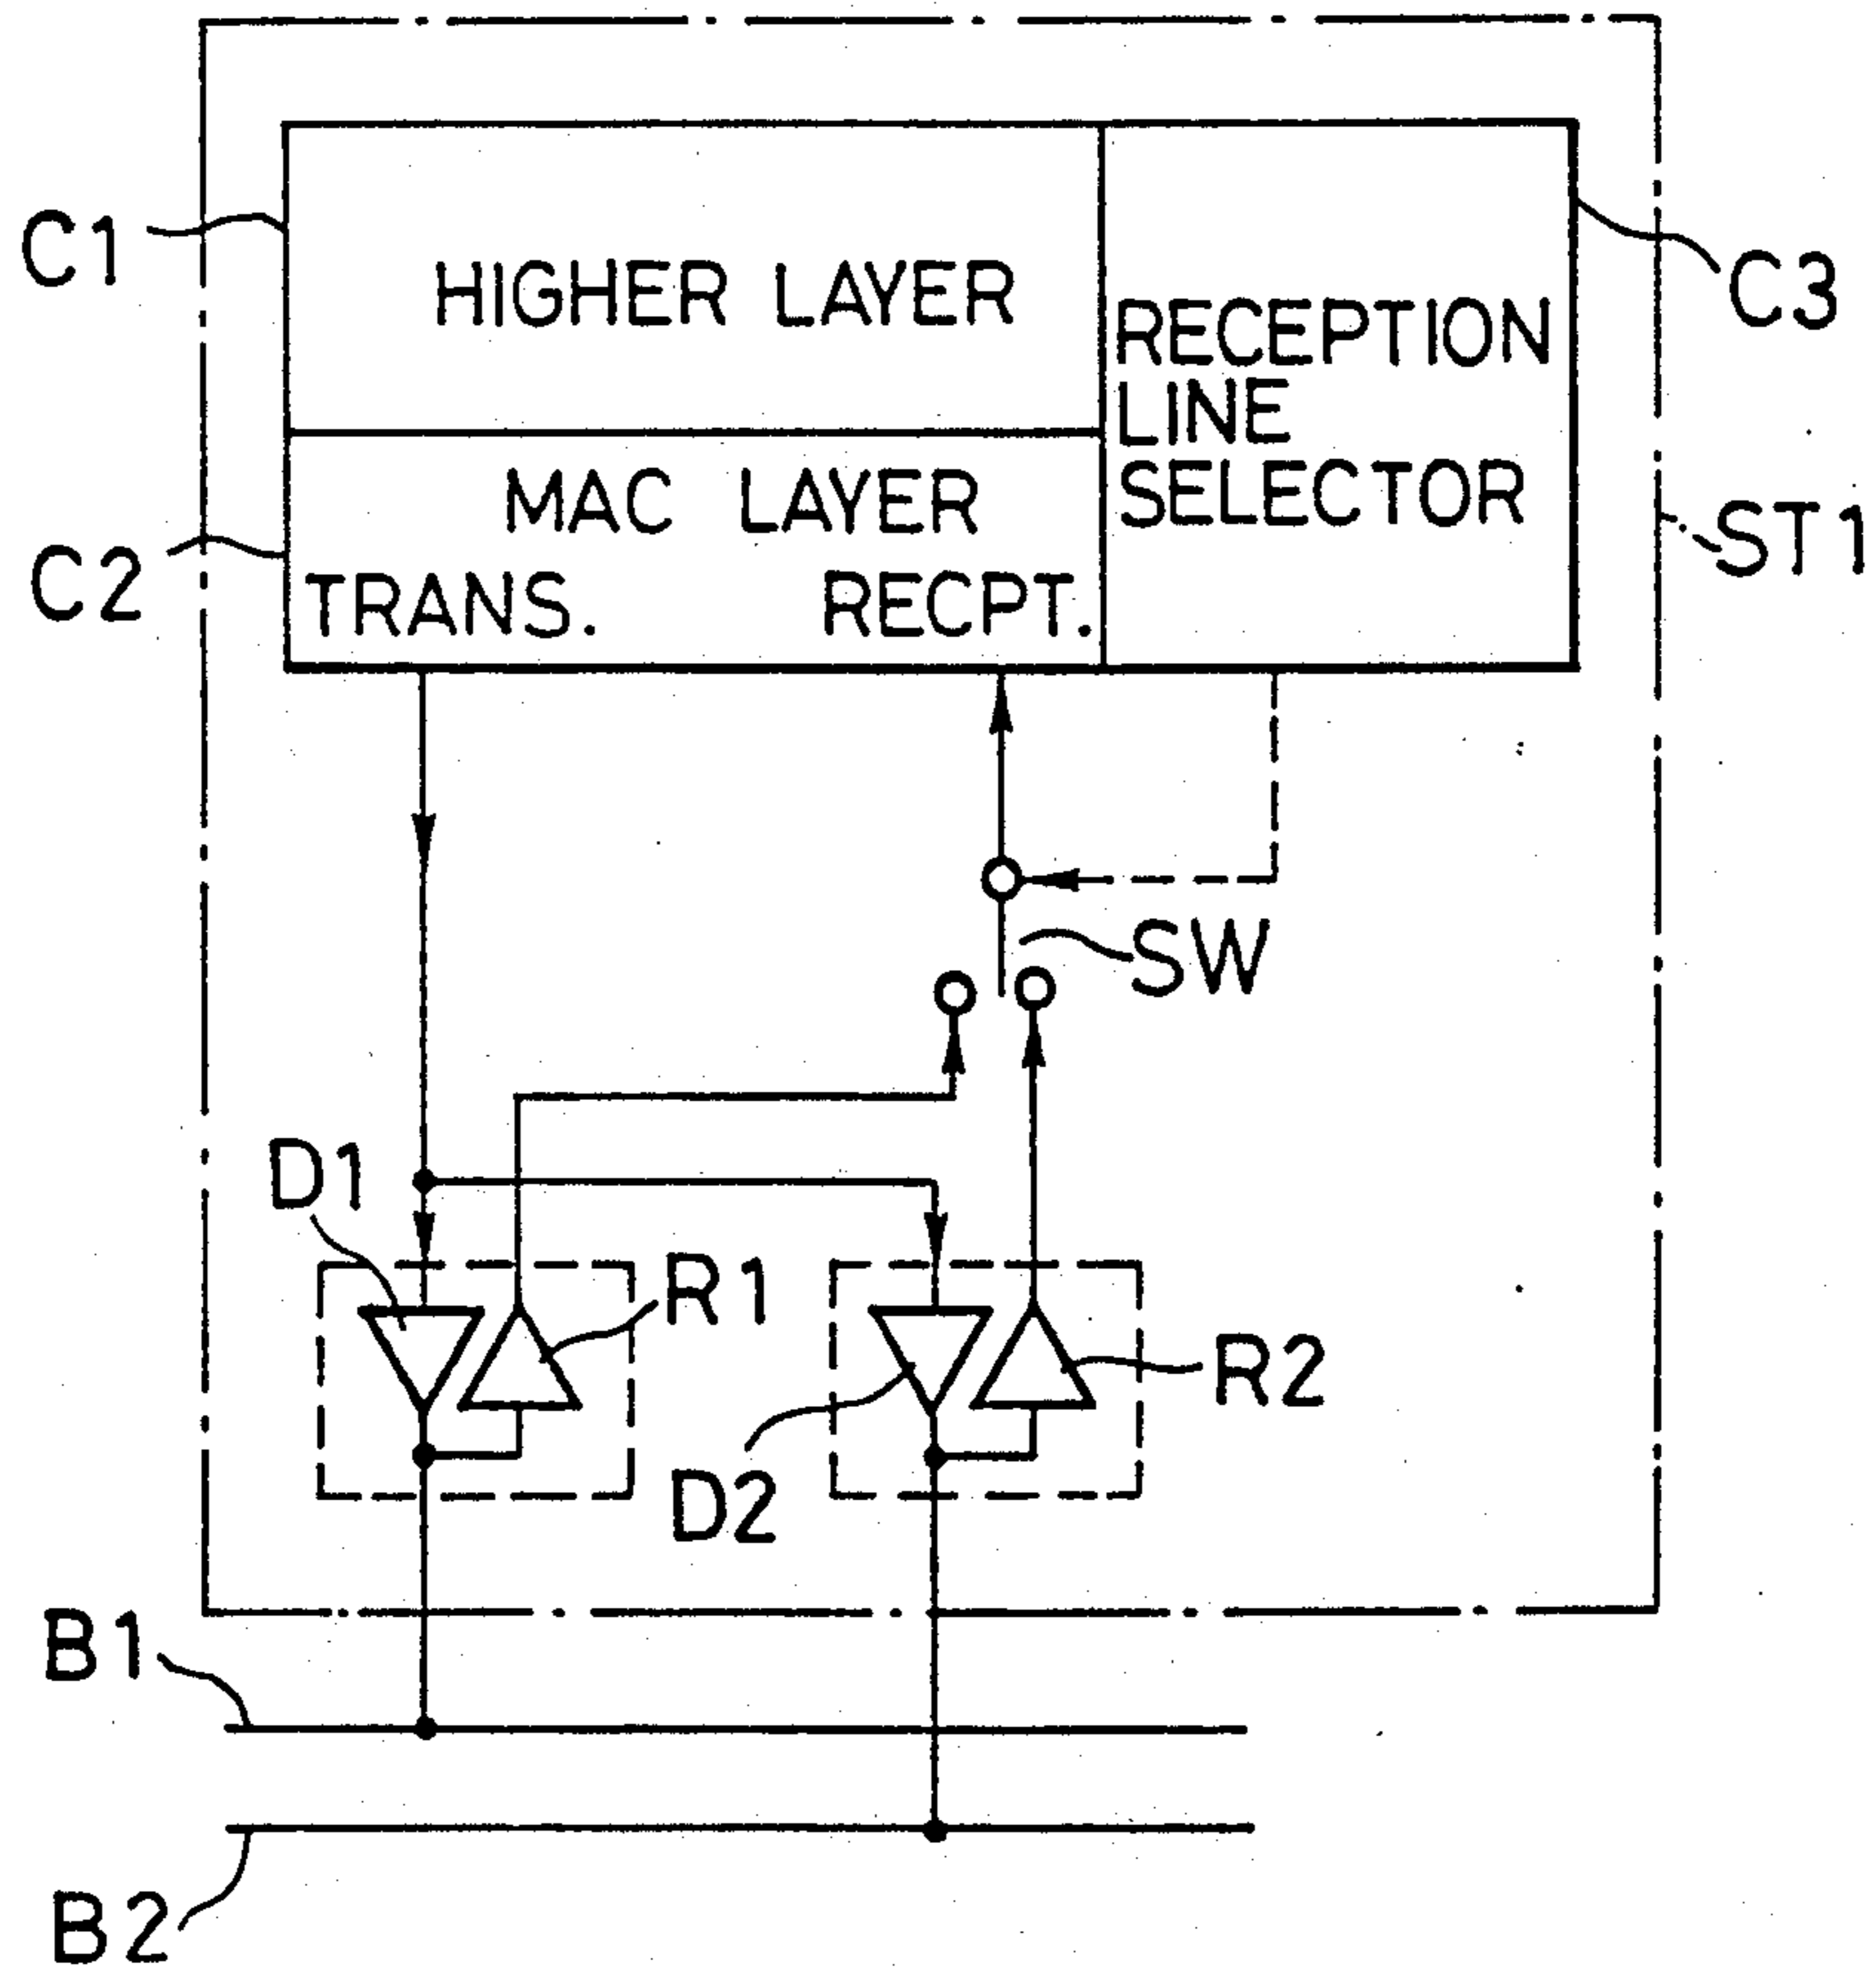 C1
HIGHER LAYER
RECEPTION
LINE
SELECTOR
C3
MAC LAYER
C2
TRANS. RECPT.
ST1
SW
D1
R1
R2
D2
B1
B2